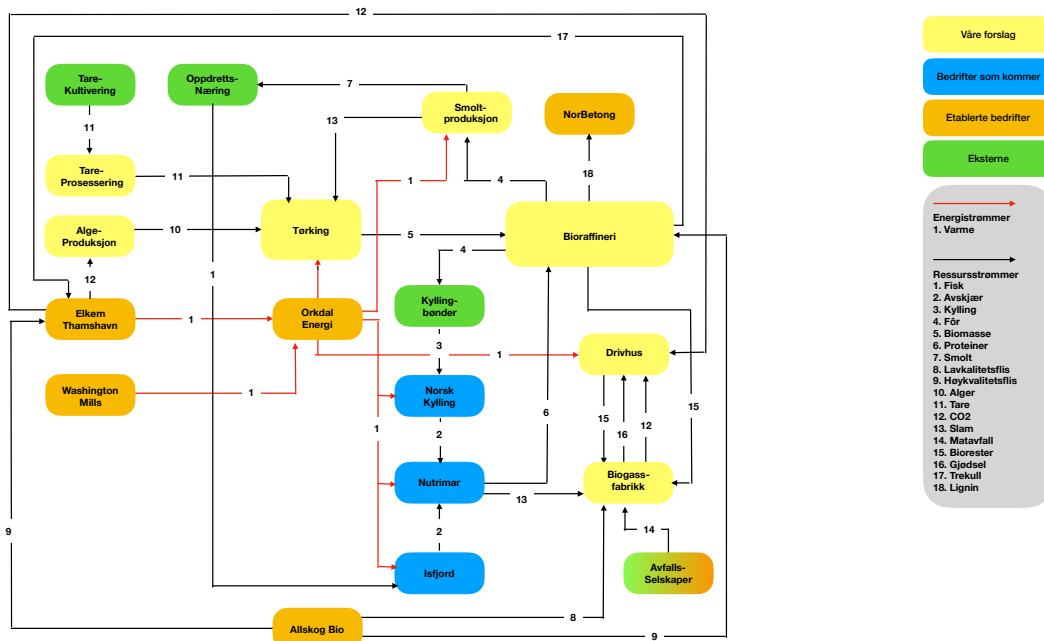 12
17
Tare-
Kultivering
Oppdretts-
Næring
7
Smolt-
produksjon
NorBetong
11
13
18
Tare-
Prosessering
11
1
4
Alge-
Produksjon
10
Tørking
5
Bioraffineri
4
12
1
Elkem
Thamshavn
1
Orkdal
Energi
Kylling-
bønder
3
1
Drivhus
Washington
Mills
1
Norsk
Kylling
15
16
12
15
6
1
2
Nutrimar
13
Biogass-
fabrikk
9
2
14
Isfjord
Avfalls-
Selskaper
Allskog Bio
8
9
Våre forslag
Bedrifter som kommer
Etablerte bedrifter
Eksterne
Energistrømmer
1. Varme
Ressursstrømmer
1. Fisk
2. Avskjær
3. Kylling
4. Fôr
5. Biomasse
6. Proteiner
7. Smolt
8. Lavkalitetsflis
9. Høykvalitetsflis
10. Alger
11. Tare
12. CO2
13. Slam
14. Matavfall
15. Biorester
16. Gjødsel
17. Trekull
18. Lignin